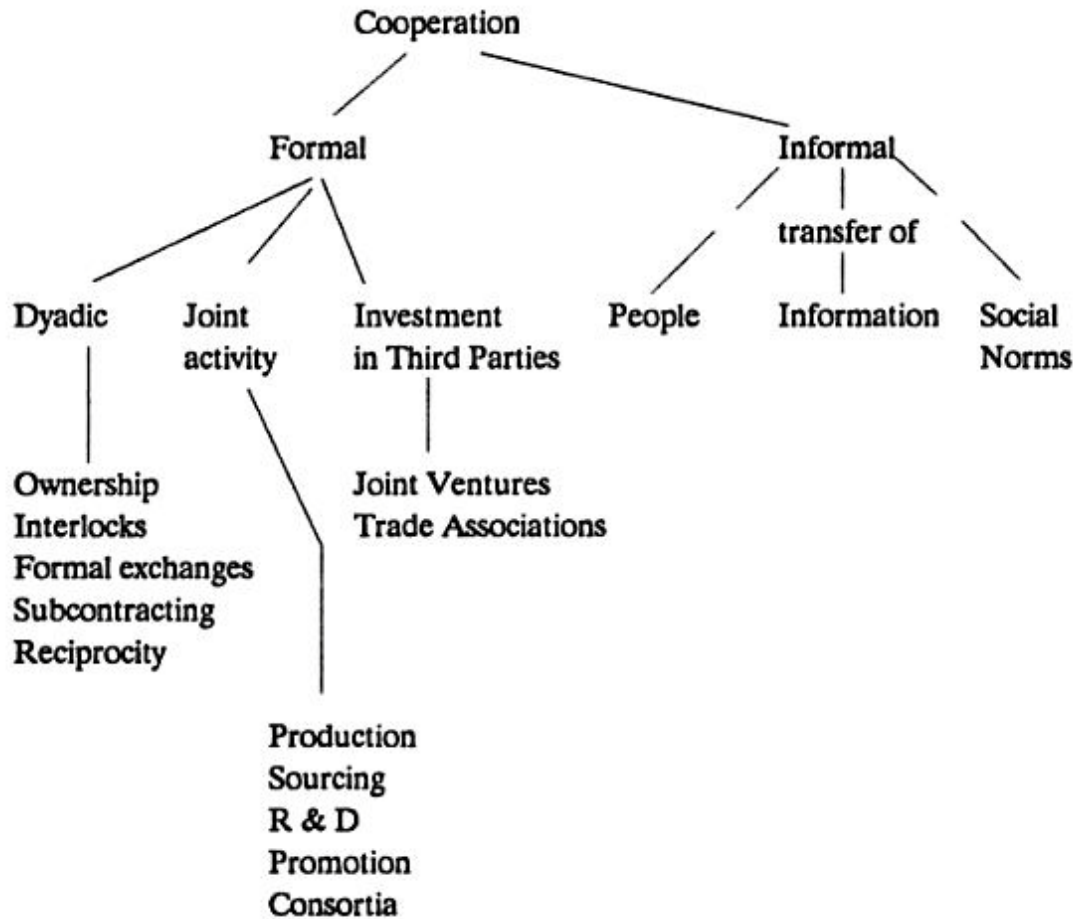 Cooperation
Formal
Informal
transfer of
Dyadic
Joint
activity
Investment
in Third Parties
People
Information
Social
Norms
Ownership
Interlocks
Formal exchanges
Subcontracting
Reciprocity
Joint Ventures
Trade Associations
Production
Sourcing
R & D
Promotion
Consortia